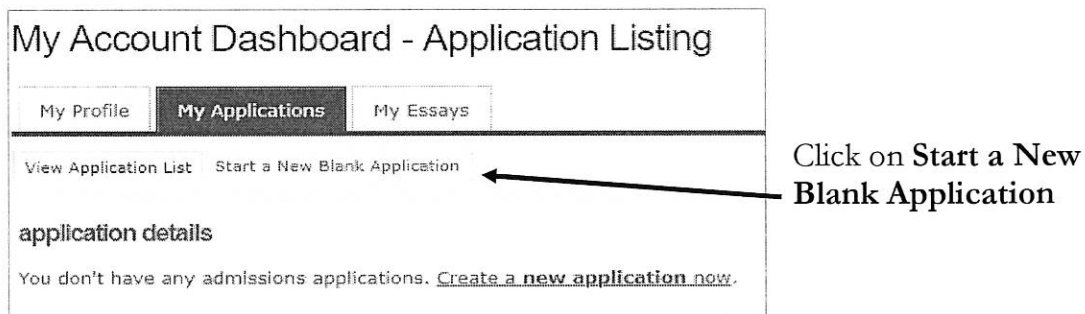 My Account Dashboard - Application Listing
My Profile My Applications My Essays
View Application List Start a New Blank Application
Click on Start a New
Blank Application
application details
You don't have any admissions applications. Create a new application now.